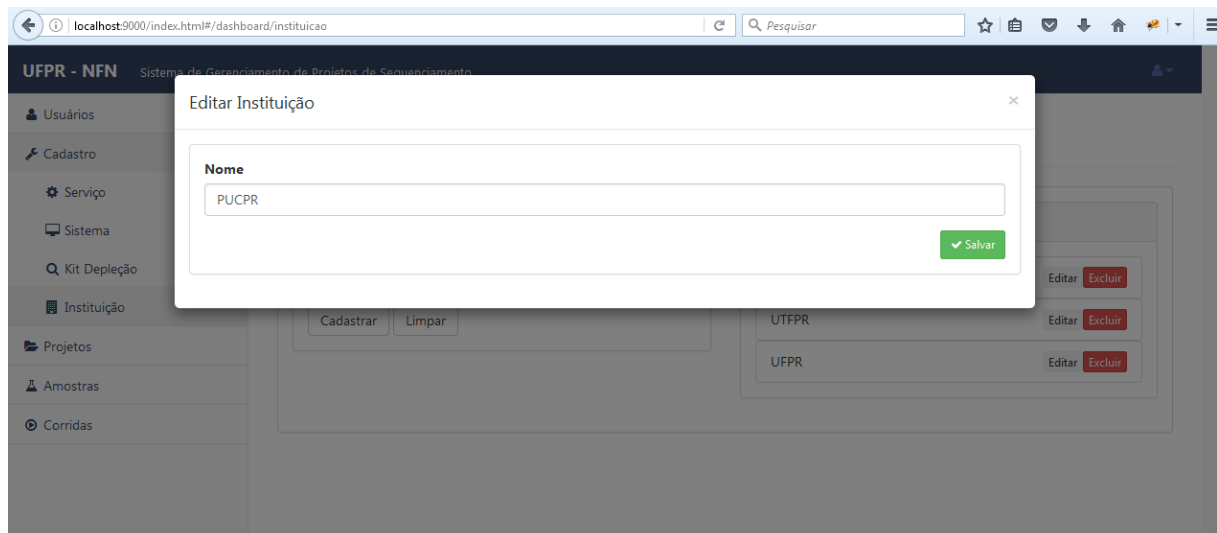 localhost:9000/index.html#/dashboard/instituicao
Pesquisar
UFPR - NFN Sistema de Gerenciamento de Projetos de Sequenciamento
Editar Instituição ×
Nome
PUCPR
Salvar
Usuários
Cadastro
Serviço
Sistema
Kit Depleção
Instituição
Projetos
Amostras
Corridas
Cadastrar Limpar
Editar Excluir
UTFPR Editar Excluir
UFPR Editar Excluir